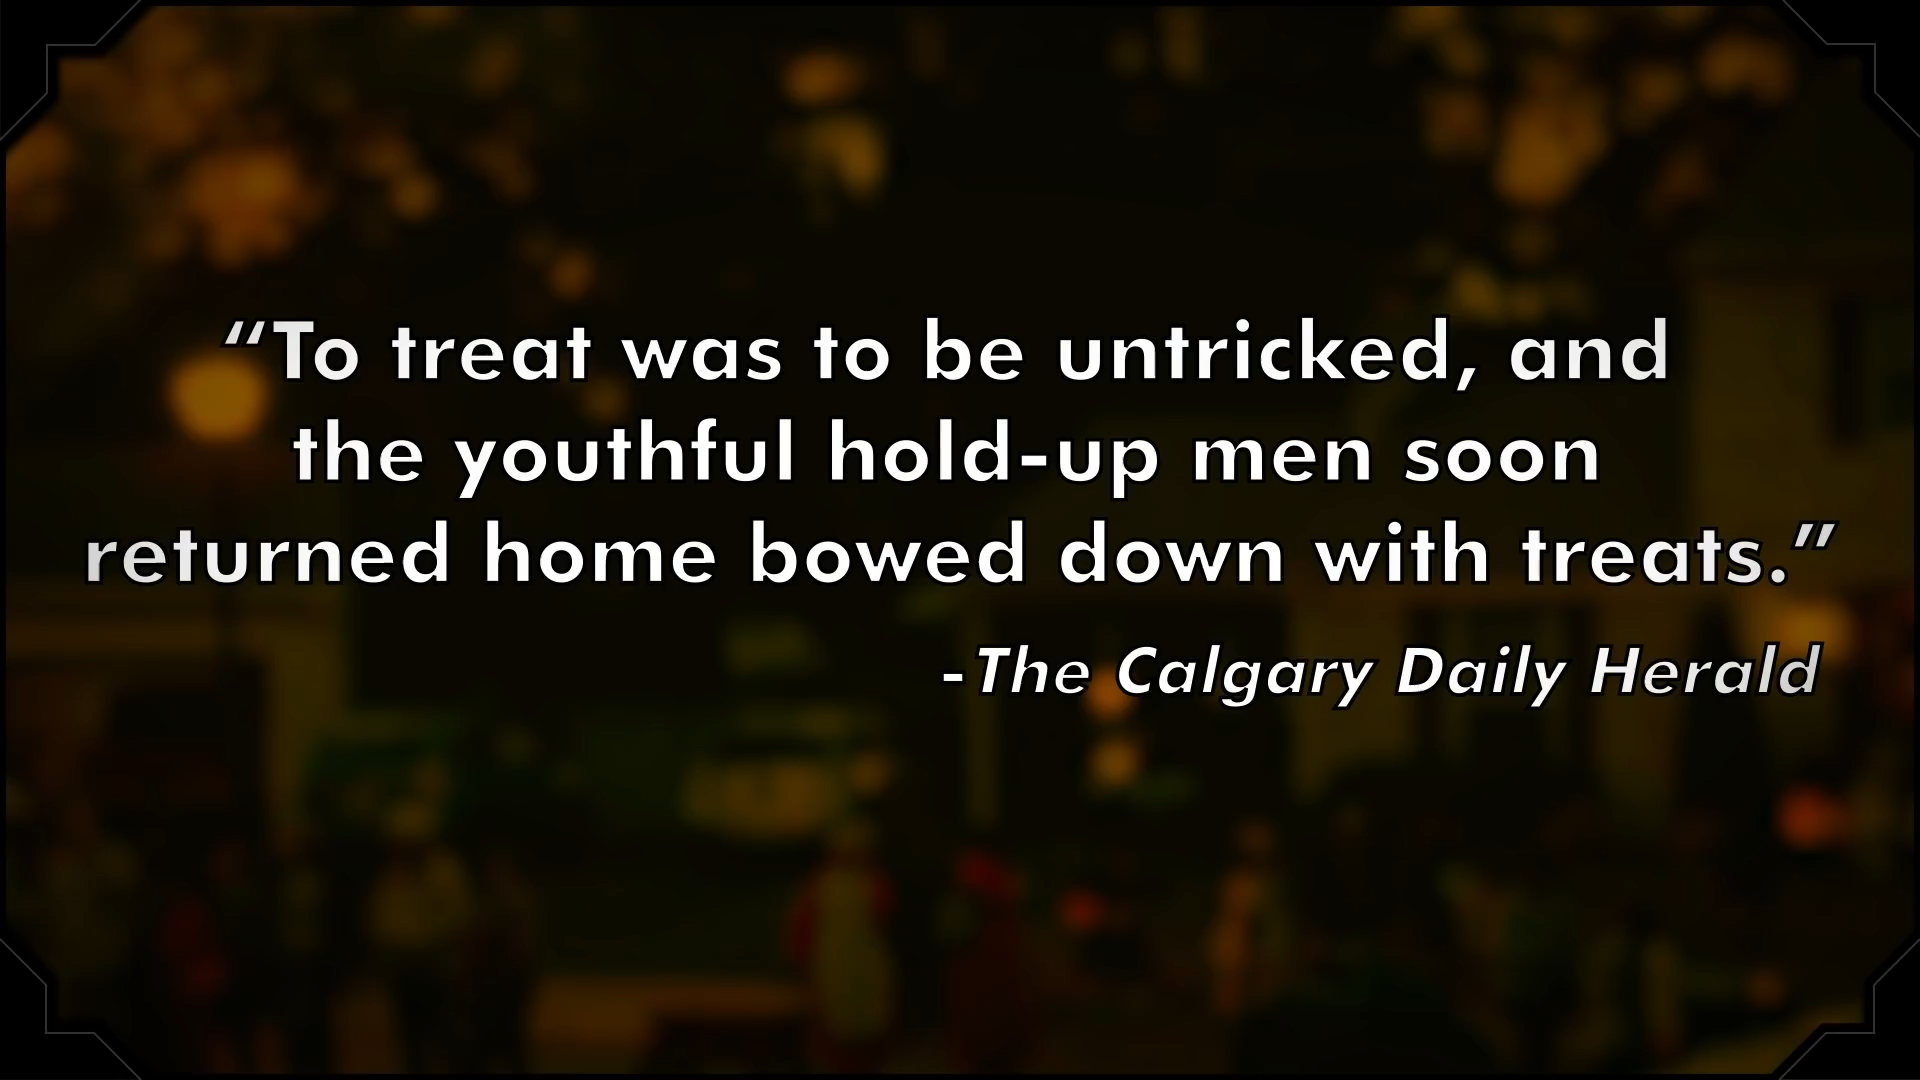 “To treat was to be untricked, and
the youthful hold-up men soon
returned home bowed down with treats.”
-The Calgary Daily Herald